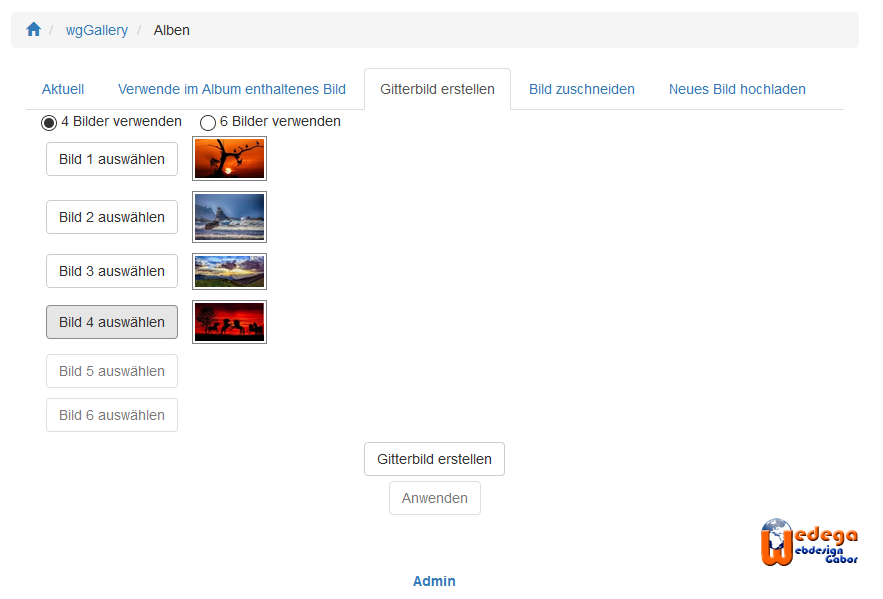 / wgGallery / Alben
Aktuell Verwende im Album enthaltenes Bild Gitterbild erstellen Bild zuschneiden Neues Bild hochladen
4 Bilder verwenden 6 Bilder verwenden
Bild 1 auswählen
Bild 2 auswählen
Bild 3 auswählen
Bild 4 auswählen
Bild 5 auswählen
Bild 6 auswählen
Gitterbild erstellen
Anwenden
Wedega
Webdesign
Gabor
Admin